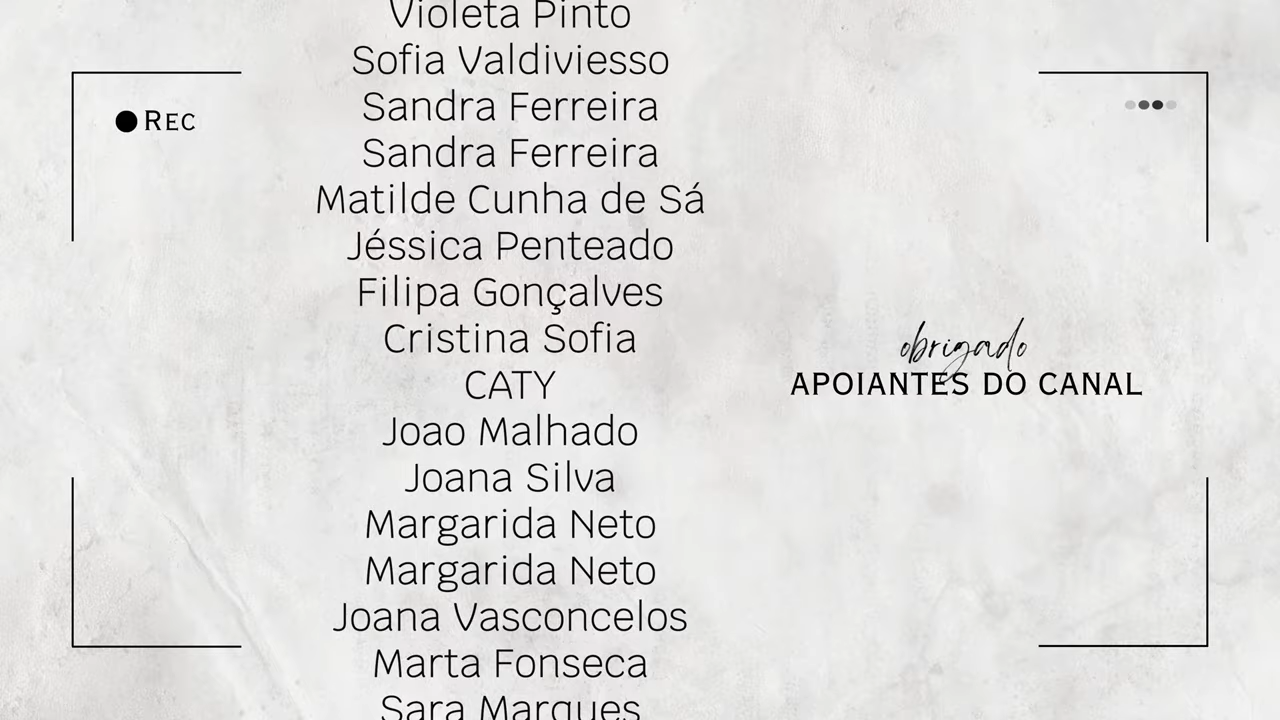 Violeta Pinto
Sofia Valdiviesso
Sandra Ferreira
Sandra Ferreira
Matilde Cunha de Sá
Jéssica Penteado
Filipa Gonçalves
Cristina Sofia
CATY
Joao Malhado
Joana Silva
Margarida Neto
Margarida Neto
Joana Vasconcelos
Marta Fonseca
Sara Marques
REC
obrigado
APOIANTES DO CANAL